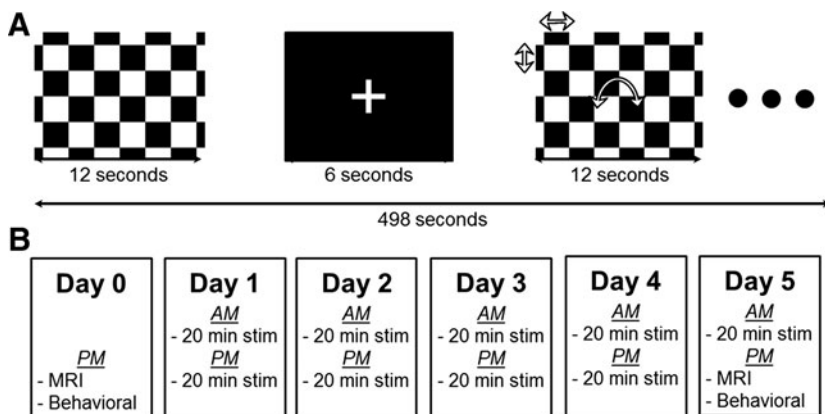 A
12 seconds
6 seconds
12 seconds
498 seconds
B
Day 0
PM
- MRI
- Behavioral
Day 1
AM
- 20 min stim
PM
- 20 min stim
Day 2
AM
- 20 min stim
PM
- 20 min stim
Day 3
AM
- 20 min stim
PM
- 20 min stim
Day 4
AM
- 20 min stim
PM
- 20 min stim
Day 5
AM
- 20 min stim
PM
- MRI
- Behavioral